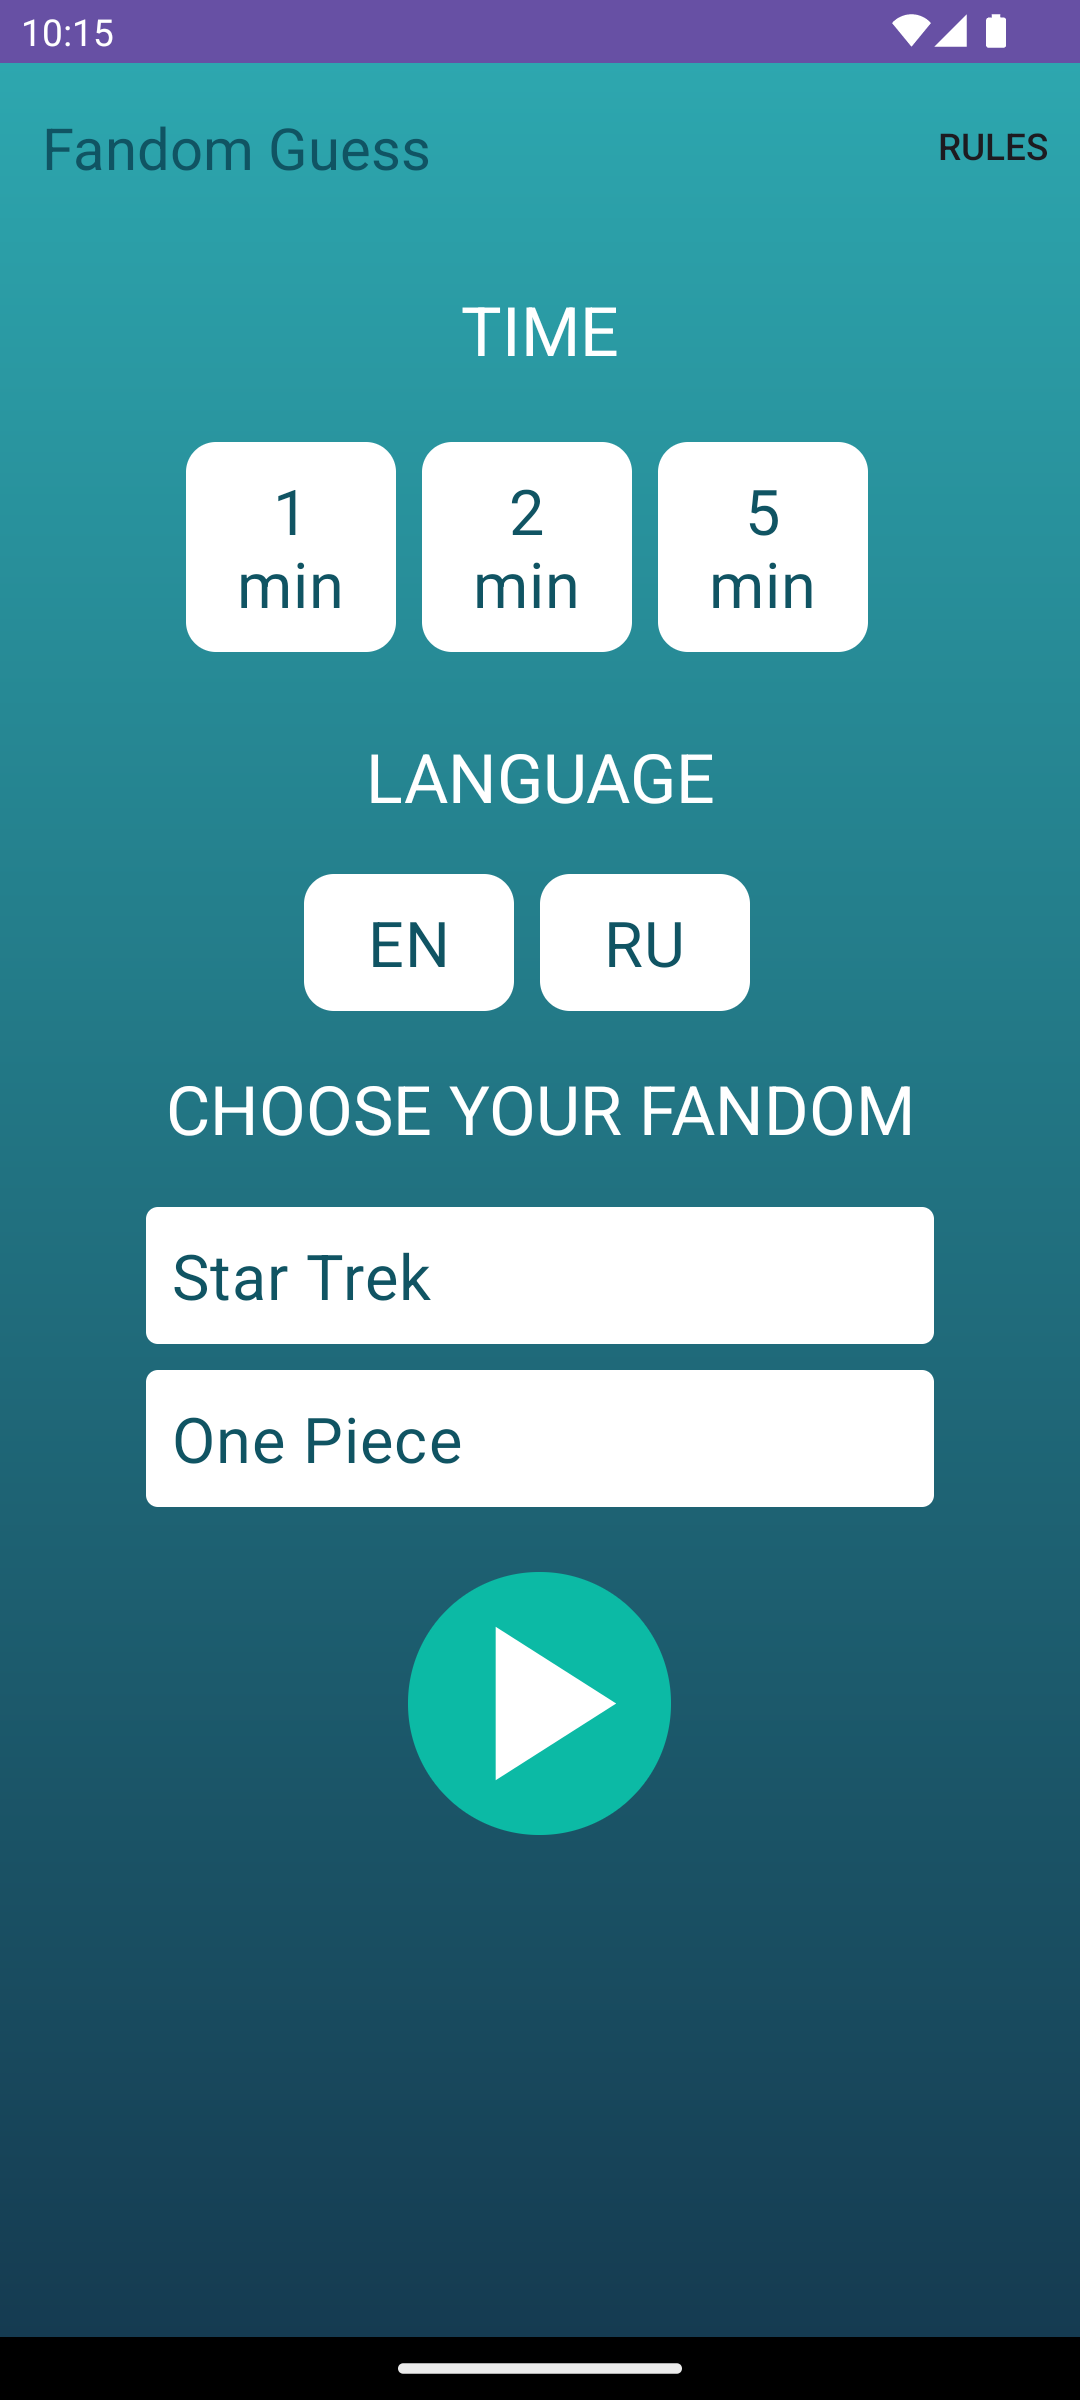 10:15
Fandom Guess
RULES
TIME
1 min
2 min
5 min
LANGUAGE
EN
RU
CHOOSE YOUR FANDOM
Star Trek
One Piece